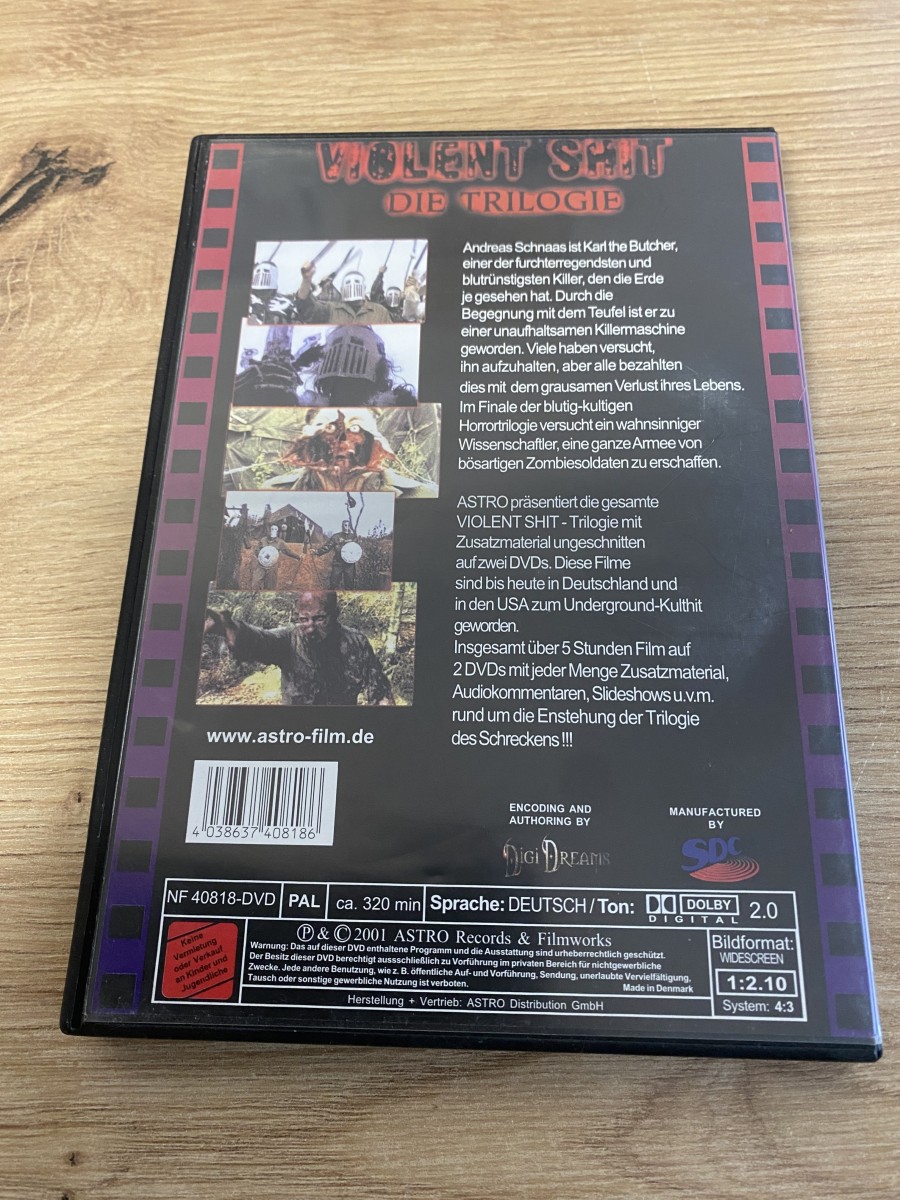 VIOLENT SHIT
DIE TRILOGIE
Andreas Schnaas ist Karl the Butcher,
einer der furchterregendsten und
blutrünstigsten Killer, den die Erde
je gesehen hat. Durch die
Begegnung mit dem Teufel ist er zu
einer unaufhaltsamen Killermaschine
geworden. Viele haben versucht,
ihn aufzuhalten, aber alle bezahlten
dies mit dem grausamen Verlust ihres Lebens.
Im Finale der blutig-kultigen
Horrortrilogie versucht ein wahnsinniger
Wissenschaftler, eine ganze Armee von
bösartigen Zombiesoldaten zu erschaffen.
ASTRO präsentiert die gesamte
VIOLENT SHIT - Trilogie mit
Zusatzmaterial ungeschnitten
auf zwei DVDs. Diese Filme
sind bis heute in Deutschland und
in den USA zum Underground-Kulthit
geworden.
Insgesamt über 5 Stunden Film auf
2 DVDs mit jeder Menge Zusatzmaterial,
Audiokommentaren, Slideshows u.v.m.
rund um die Enstehung der Trilogie
des Schreckens !!!
www.astro-film.de
4 038637 408186
ENCODING AND
AUTHORING BY
DIGI DREAMS
MANUFACTURED
BY
SDC
NF 40818-DVD PAL ca. 320 min Sprache: DEUTSCH / Ton: DOLBY DIGITAL 2.0
Keine
Vermietung
oder Verkauf
an Kinder und
Jugendliche
Ⓟ & © 2001 ASTRO Records & Filmworks
Warnung: Das auf dieser DVD enthaltene Programm und die Ausstattung sind urheberrechtlich geschützt.
Der Besitz dieser DVD berechtigt ausschließlich zu Vorführung im privaten Bereich für nichtgewerbliche
Zwecke. Jede andere Benutzung, wie z. B. öffentliche Auf- und Vorführung, Sendung, unerlaubte Vervielfältigung,
Tausch oder sonstige gewerbliche Nutzung ist verboten.
Made in Denmark
Herstellung + Vertrieb: ASTRO Distribution GmbH
Bildformat:
WIDESCREEN
1:2.10
System: 4:3